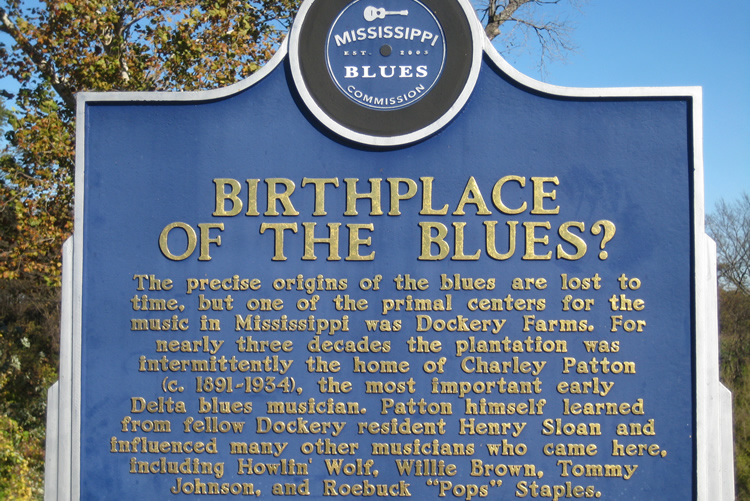 MISSISSIPPI
EST. 2003
BLUES
COMMISSION
BIRTHPLACE
OF THE BLUES?
The precise origins of the blues are lost to
time, but one of the primal centers for the
music in Mississippi was Dockery Farms. For
nearly three decades the plantation was
intermittently the home of Charley Patton
(c. 1891-1934), the most important early
Delta blues musician. Patton himself learned
from fellow Dockery resident Henry Sloan and
influenced many other musicians who came here,
including Howlin' Wolf, Willie Brown, Tommy
Johnson, and Roebuck "Pops" Staples.